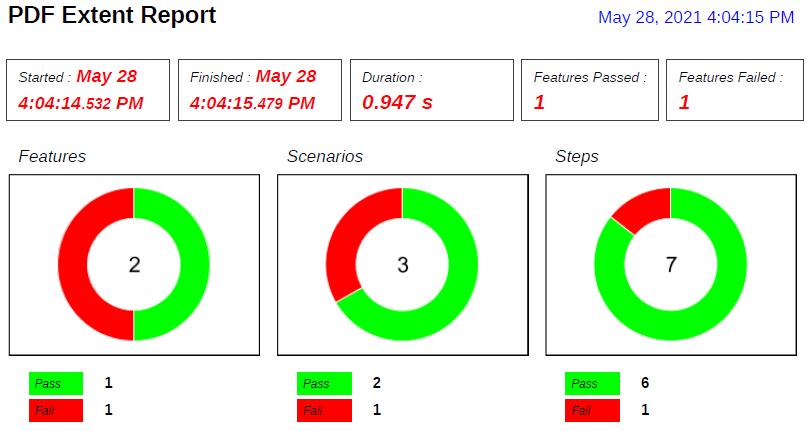 PDF Extent Report
May 28, 2021 4:04:15 PM
Started : May 28
4:04:14.532 PM
Finished : May 28
4:04:15.479 PM
Duration :
0.947 s
Features Passed :
1
Features Failed :
1
Features
2
Pass 1
Fail 1
Scenarios
3
Pass 2
Fail 1
Steps
7
Pass 6
Fail 1